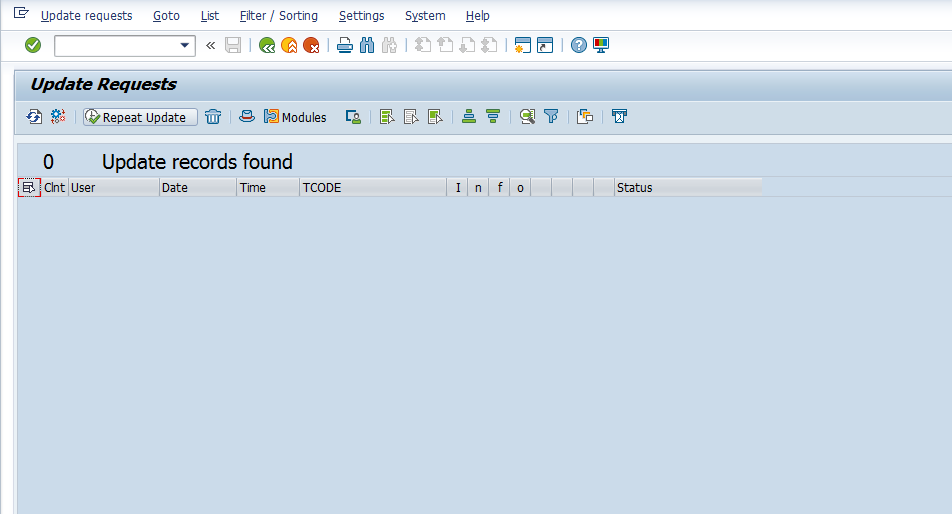 Update requests Goto List Filter / Sorting Settings System Help
Update Requests
Repeat Update Modules
0 Update records found
Clnt User Date Time TCODE I n f o Status